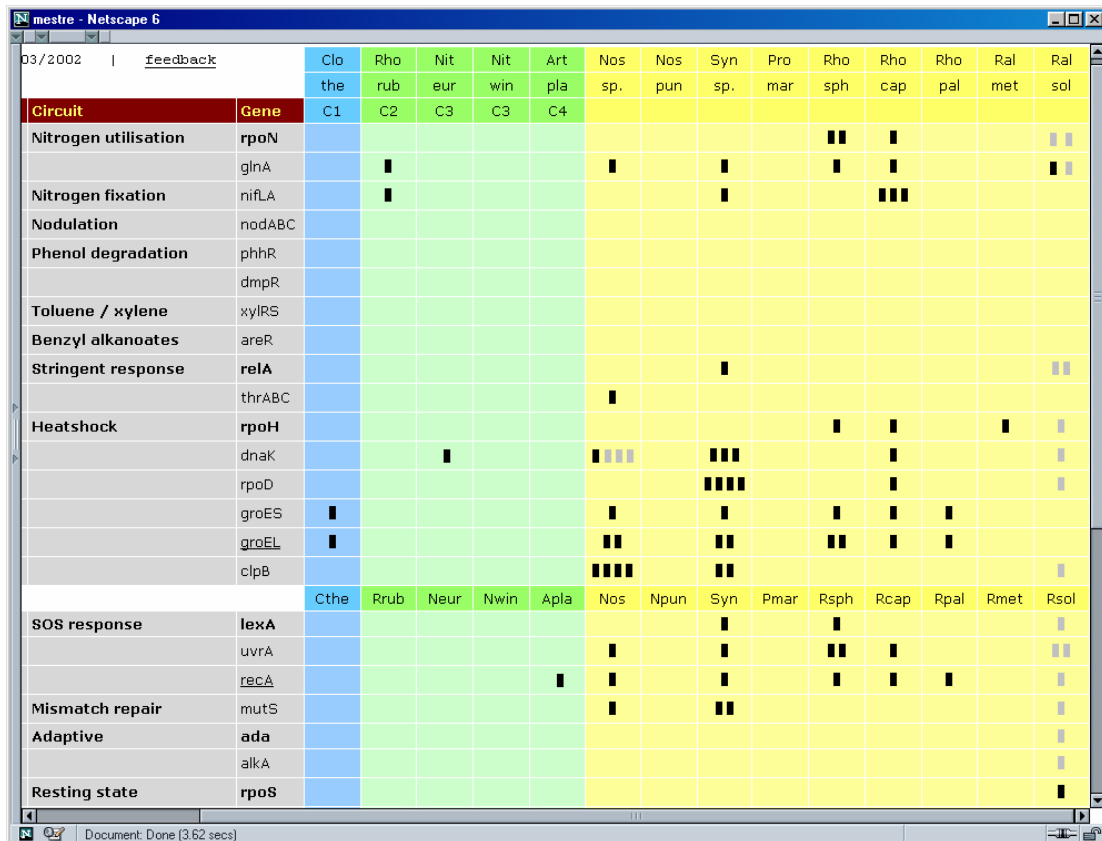 mestre - Netscape 6
03/2002 | feedback Clo Rho Nit Nit Art Nos Nos Syn Pro Rho Rho Rho Ral Ral
the rub eur win pla sp. pun sp. mar sph cap pal met sol
Circuit Gene C1 C2 C3 C3 C4
Nitrogen utilisation rpoN
glnA
Nitrogen fixation nifLA
Nodulation nodABC
Phenol degradation phhR
dmpR
Toluene / xylene xylRS
Benzyl alkanoates areR
Stringent response relA
thrABC
Heatshock rpoH
dnaK
rpoD
groES
groEL
clpB
Cthe Rrub Neur Nwin Apla Nos Npun Syn Pmar Rsph Rcap Rpal Rmet Rsol
SOS response lexA
uvrA
recA
Mismatch repair mutS
Adaptive ada
alkA
Resting state rpoS
Document: Done (3.62 secs)